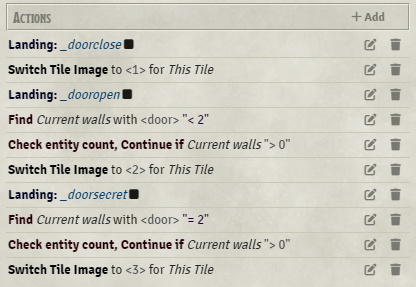 ACTIONS
+ Add
Landing: _doorclose
Switch Tile Image to <1> for This Tile
Landing: _dooropen
Find Current walls with <door> "< 2"
Check entity count, Continue if Current walls "> 0"
Switch Tile Image to <2> for This Tile
Landing: _doorsecret
Find Current walls with <door> "= 2"
Check entity count, Continue if Current walls "> 0"
Switch Tile Image to <3> for This Tile